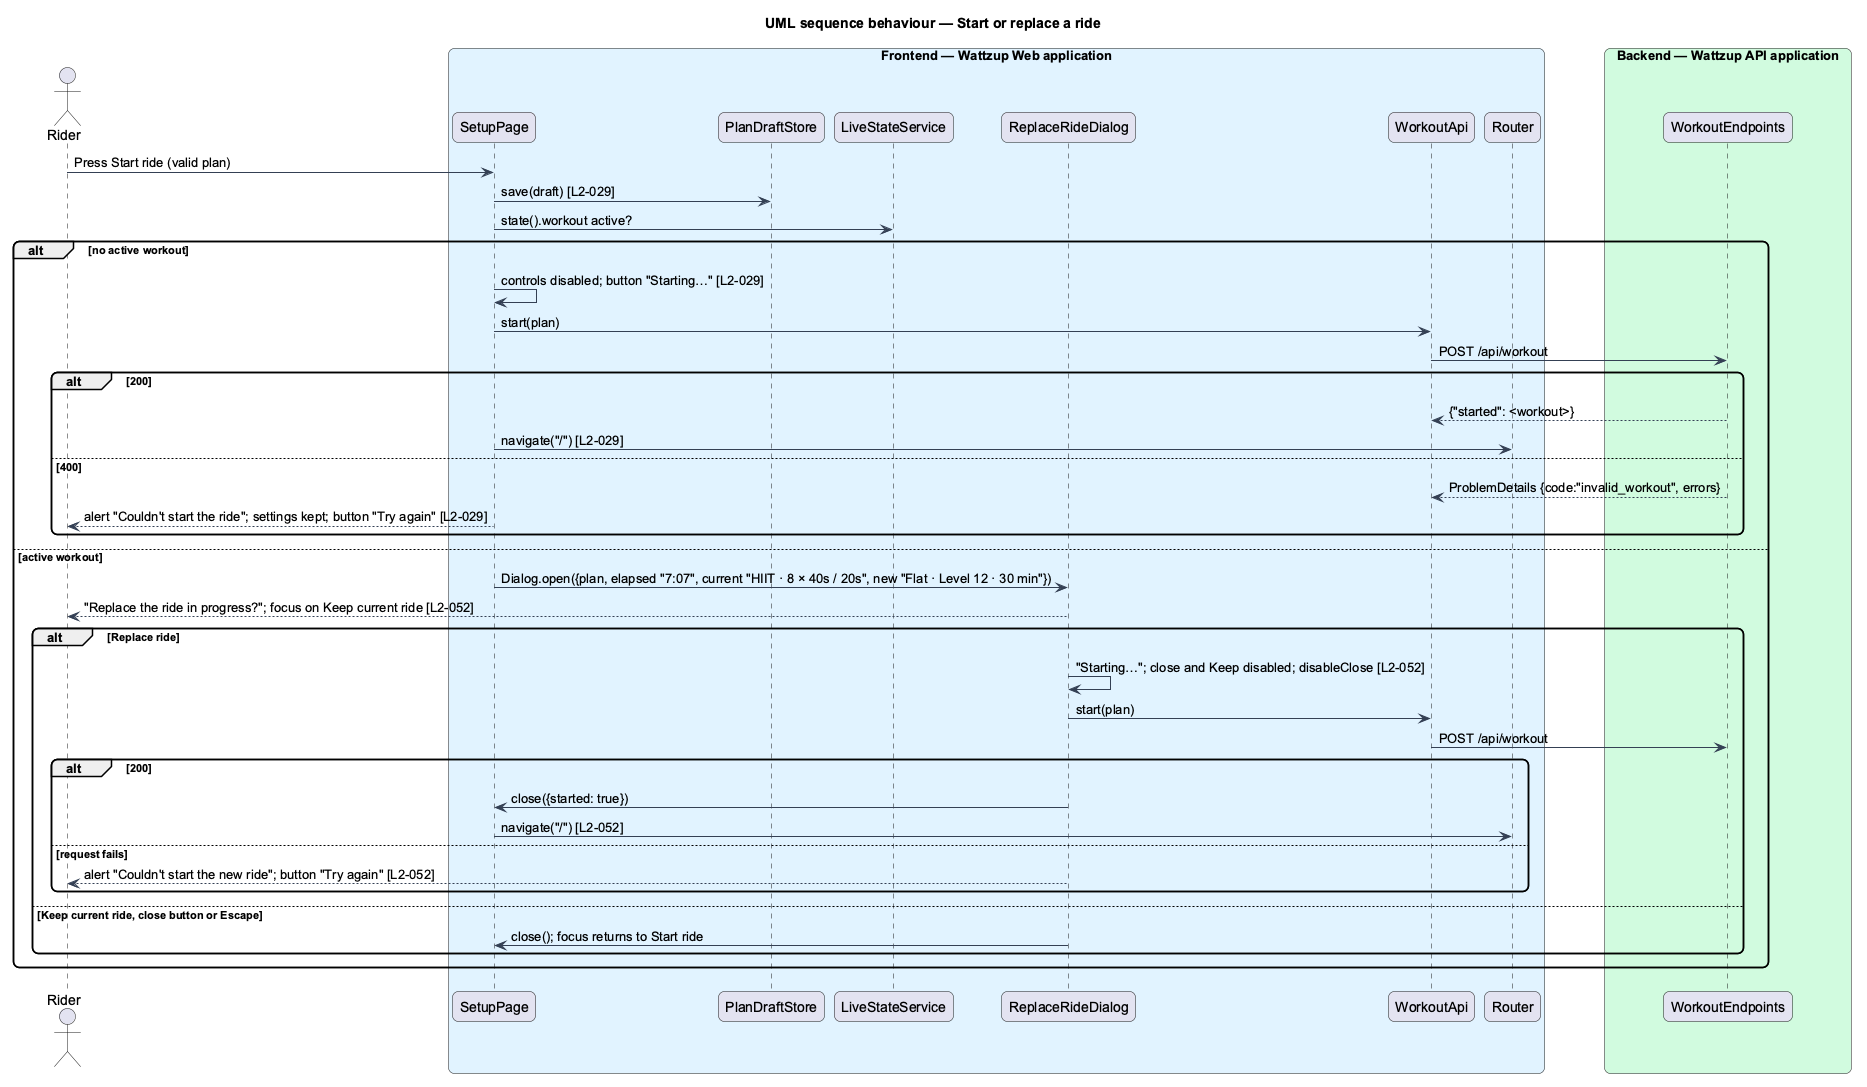 UML sequence behaviour — Start or replace a ride
Frontend — Wattzup Web application
Backend — Wattzup API application
Rider
SetupPage
PlanDraftStore
LiveStateService
ReplaceRideDialog
WorkoutApi
Router
WorkoutEndpoints
Press Start ride (valid plan)
save(draft) [L2-029]
state().workout active?
alt
[no active workout]
controls disabled; button "Starting…" [L2-029]
start(plan)
POST /api/workout
alt
[200]
{"started": <workout>}
navigate("/") [L2-029]
[400]
ProblemDetails {code:"invalid_workout", errors}
alert "Couldn't start the ride"; settings kept; button "Try again" [L2-029]
[active workout]
Dialog.open({plan, elapsed "7:07", current "HIIT · 8 × 40s / 20s", new "Flat · Level 12 · 30 min"})
"Replace the ride in progress?"; focus on Keep current ride [L2-052]
alt
[Replace ride]
"Starting…"; close and Keep disabled; disableClose [L2-052]
start(plan)
POST /api/workout
alt
[200]
close({started: true})
navigate("/") [L2-052]
[request fails]
alert "Couldn't start the new ride"; button "Try again" [L2-052]
[Keep current ride, close button or Escape]
close(); focus returns to Start ride
Rider
SetupPage
PlanDraftStore
LiveStateService
ReplaceRideDialog
WorkoutApi
Router
WorkoutEndpoints